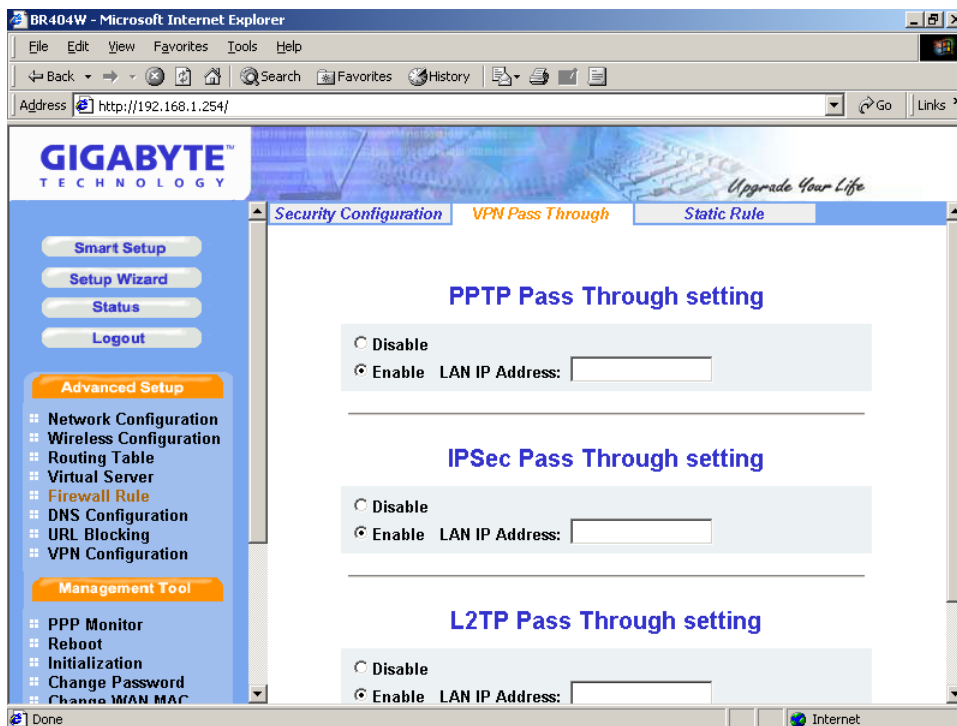 BR404W - Microsoft Internet Explorer
File Edit View Favorites Tools Help
Back Search Favorites History
Address http://192.168.1.254/ Go Links
GIGABYTE™
TECHNOLOGY
Upgrade Your Life
Security Configuration VPN Pass Through Static Rule
Smart Setup
Setup Wizard
Status
Logout
Advanced Setup
Network Configuration
Wireless Configuration
Routing Table
Virtual Server
Firewall Rule
DNS Configuration
URL Blocking
VPN Configuration
Management Tool
PPP Monitor
Reboot
Initialization
Change Password
Change WAN MAC
PPTP Pass Through setting
Disable
Enable LAN IP Address:
IPSec Pass Through setting
Disable
Enable LAN IP Address:
L2TP Pass Through setting
Disable
Enable LAN IP Address:
Done Internet